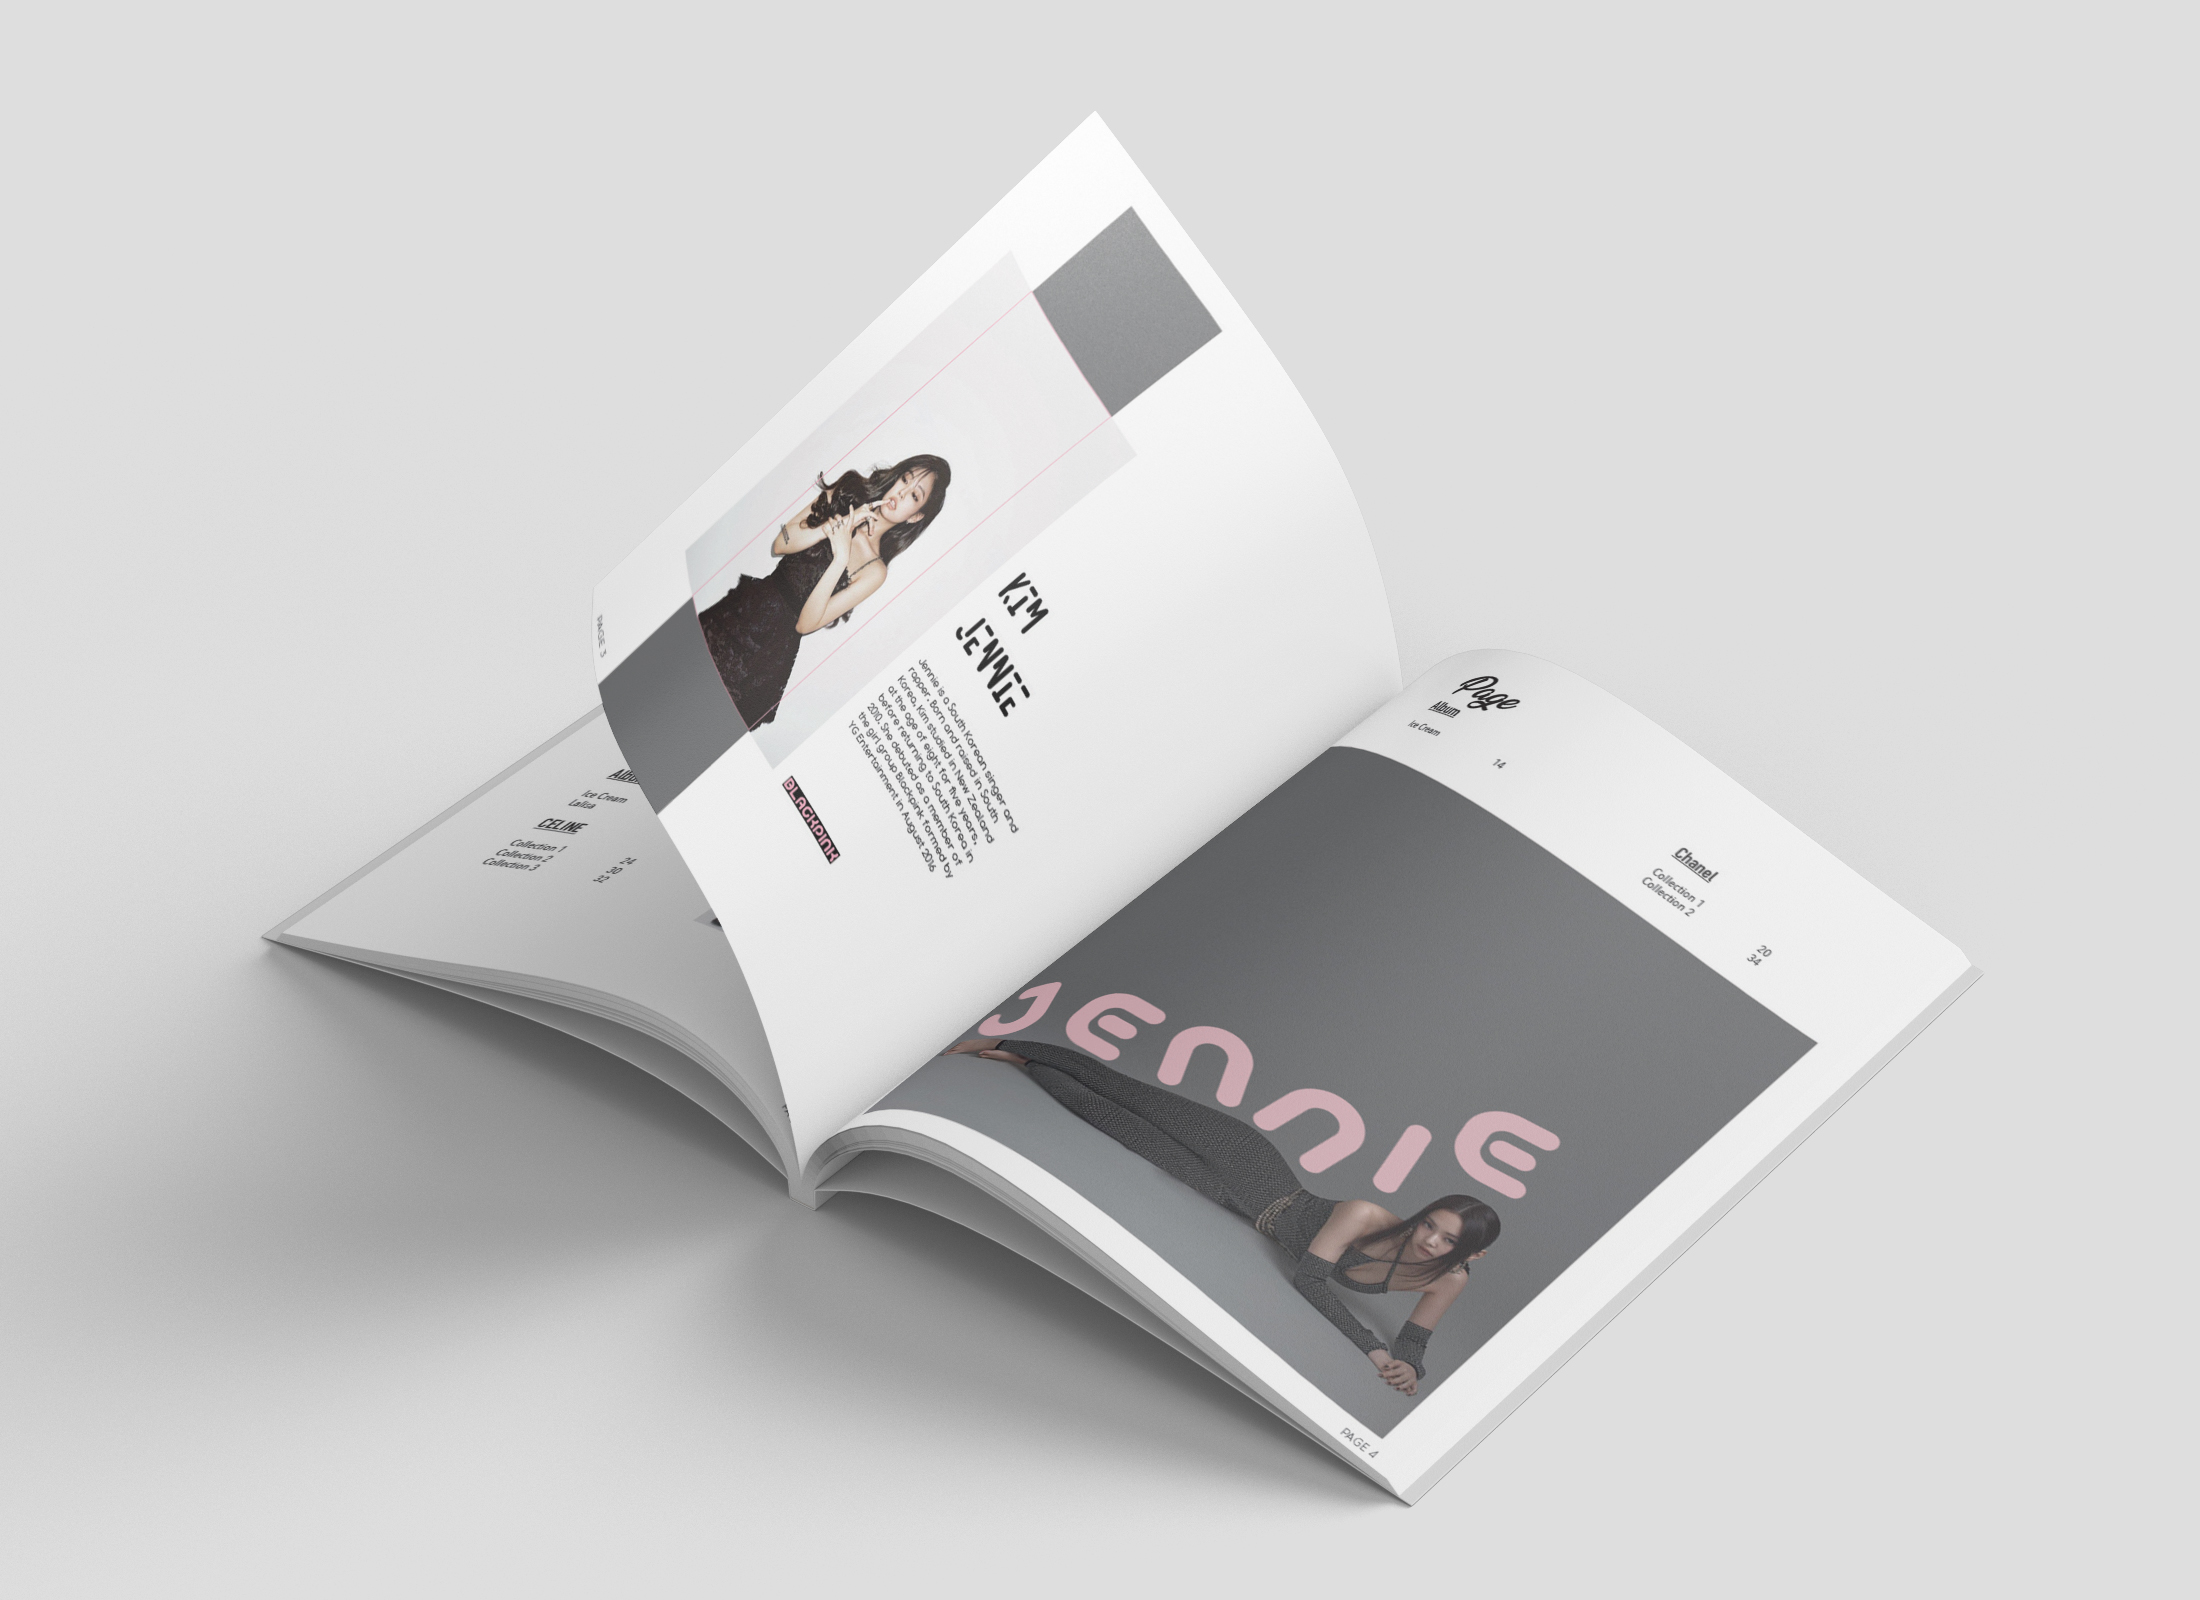 Album
Ice Cream
Lalisa
CELINE
Collection 1
Collection 2
Collection 3
24
30
32
PAGE 3
KIM
JENNIE
Jennie is a South Korean singer and
rapper. Born and raised in South
Korea, Kim studied in New Zealand
at the age of eight for five years,
before returning to South Korea in
2010. She debuted as a member of
the girl group Blackpink formed by
YG Entertainment in August 2016
BLACKPINK
Page
Album
Ice Cream
14
Chanel
Collection 1
Collection 2
20
34
JENNIE
PAGE 4